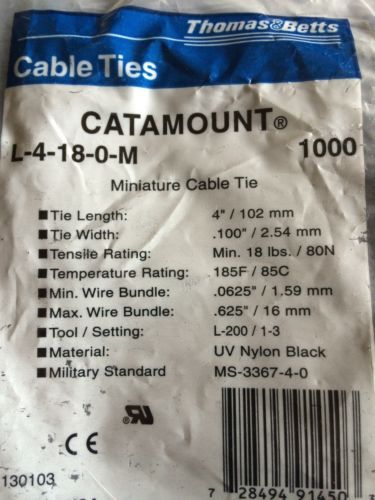 Thomas&Betts
Cable Ties
CATAMOUNT®
L-4-18-0-M 1000
Miniature Cable Tie
■ Tie Length: 4" / 102 mm
■ Tie Width: .100" / 2.54 mm
■ Tensile Rating: Min. 18 lbs. / 80N
■ Temperature Rating: 185F / 85C
■ Min. Wire Bundle: .0625" / 1.59 mm
■ Max. Wire Bundle: .625" / 16 mm
■ Tool / Setting: L-200 / 1-3
■ Material: UV Nylon Black
■ Military Standard MS-3367-4-0
CE
130103
7 28494 91450